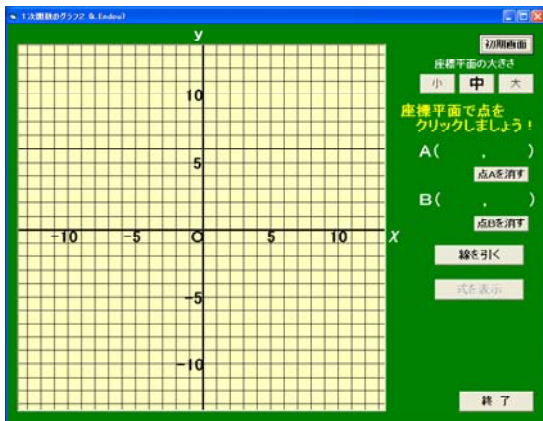 1次関数のグラフ2 (k.Endou)
初期画面
座標平面の大きさ
小 中 大
座標平面で点を
クリックしましょう!
A( , )
点Aを消す
B( , )
点Bを消す
線を引く
式を表示
終 了
y
10
5
-10 -5 O 5 10 x
-5
-10